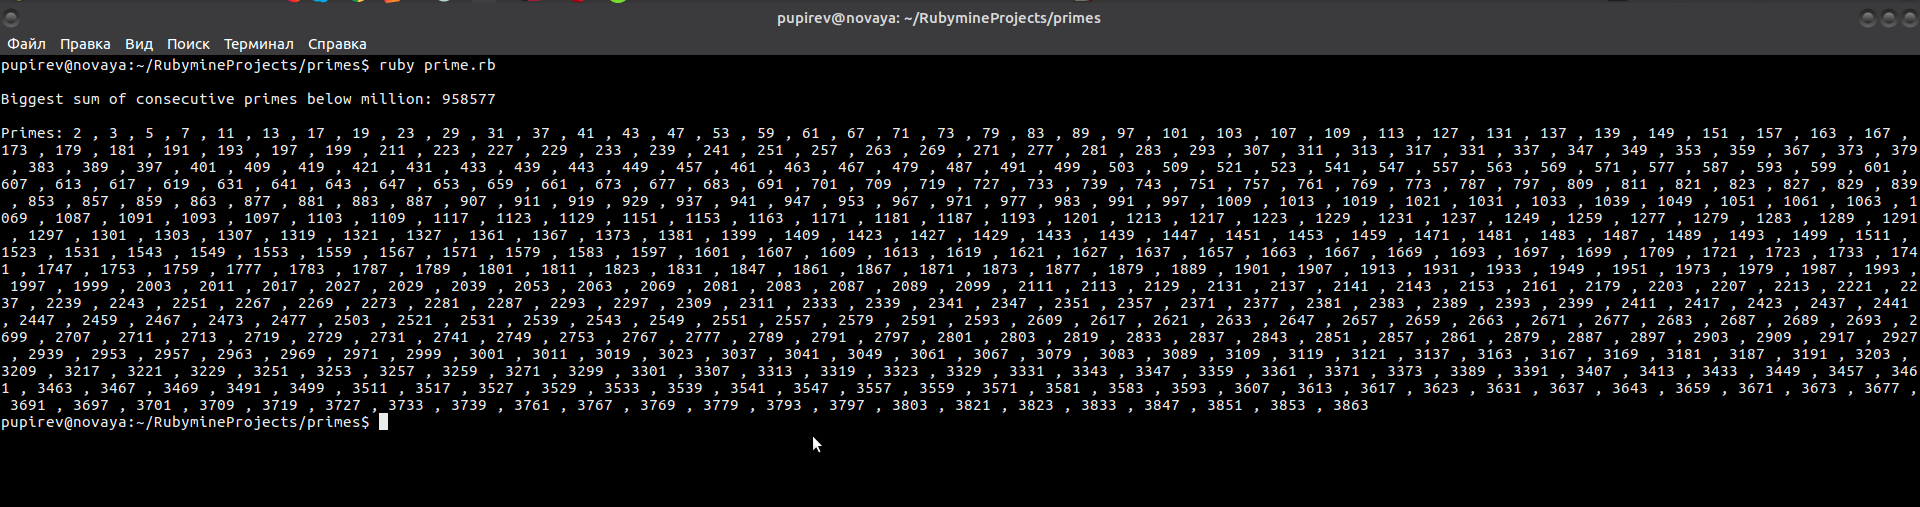 pupirev@novaya: ~/RubymineProjects/primes
Файл Правка Вид Поиск Терминал Справка
pupirev@novaya:~/RubymineProjects/primes$ ruby prime.rb
Biggest sum of consecutive primes below million: 958577
Primes: 2 , 3 , 5 , 7 , 11 , 13 , 17 , 19 , 23 , 29 , 31 , 37 , 41 , 43 , 47 , 53 , 59 , 61 , 67 , 71 , 73 , 79 , 83 , 89 , 97 , 101 , 103 , 107 , 109 , 113 , 127 , 131 , 137 , 139 , 149 , 151 , 157 , 163 , 167 ,
173 , 179 , 181 , 191 , 193 , 197 , 199 , 211 , 223 , 227 , 229 , 233 , 239 , 241 , 251 , 257 , 263 , 269 , 271 , 277 , 281 , 283 , 293 , 307 , 311 , 313 , 317 , 331 , 337 , 347 , 349 , 353 , 359 , 367 , 373 , 379
, 383 , 389 , 397 , 401 , 409 , 419 , 421 , 431 , 433 , 439 , 443 , 449 , 457 , 461 , 463 , 467 , 479 , 487 , 491 , 499 , 503 , 509 , 521 , 523 , 541 , 547 , 557 , 563 , 569 , 571 , 577 , 587 , 593 , 599 , 601 ,
607 , 613 , 617 , 619 , 631 , 641 , 643 , 647 , 653 , 659 , 661 , 673 , 677 , 683 , 691 , 701 , 709 , 719 , 727 , 733 , 739 , 743 , 751 , 757 , 761 , 769 , 773 , 787 , 797 , 809 , 811 , 821 , 823 , 827 , 829 , 839
, 853 , 857 , 859 , 863 , 877 , 881 , 883 , 887 , 907 , 911 , 919 , 929 , 937 , 941 , 947 , 953 , 967 , 971 , 977 , 983 , 991 , 997 , 1009 , 1013 , 1019 , 1021 , 1031 , 1033 , 1039 , 1049 , 1051 , 1061 , 1063 , 1
069 , 1087 , 1091 , 1093 , 1097 , 1103 , 1109 , 1117 , 1123 , 1129 , 1151 , 1153 , 1163 , 1171 , 1181 , 1187 , 1193 , 1201 , 1213 , 1217 , 1223 , 1229 , 1231 , 1237 , 1249 , 1259 , 1277 , 1279 , 1283 , 1289 , 1291
, 1297 , 1301 , 1303 , 1307 , 1319 , 1321 , 1327 , 1361 , 1367 , 1373 , 1381 , 1399 , 1409 , 1423 , 1427 , 1429 , 1433 , 1439 , 1447 , 1451 , 1453 , 1459 , 1471 , 1481 , 1483 , 1487 , 1489 , 1493 , 1499 , 1511 ,
1523 , 1531 , 1543 , 1549 , 1553 , 1559 , 1567 , 1571 , 1579 , 1583 , 1597 , 1601 , 1607 , 1609 , 1613 , 1619 , 1621 , 1627 , 1637 , 1657 , 1663 , 1667 , 1669 , 1693 , 1697 , 1699 , 1709 , 1721 , 1723 , 1733 , 174
1 , 1747 , 1753 , 1759 , 1777 , 1783 , 1787 , 1789 , 1801 , 1811 , 1823 , 1831 , 1847 , 1861 , 1867 , 1871 , 1873 , 1877 , 1879 , 1889 , 1901 , 1907 , 1913 , 1931 , 1933 , 1949 , 1951 , 1973 , 1979 , 1987 , 1993 ,
1997 , 1999 , 2003 , 2011 , 2017 , 2027 , 2029 , 2039 , 2053 , 2063 , 2069 , 2081 , 2083 , 2087 , 2089 , 2099 , 2111 , 2113 , 2129 , 2131 , 2137 , 2141 , 2143 , 2153 , 2161 , 2179 , 2203 , 2207 , 2213 , 2221 , 22
37 , 2239 , 2243 , 2251 , 2267 , 2269 , 2273 , 2281 , 2287 , 2293 , 2297 , 2309 , 2311 , 2333 , 2339 , 2341 , 2347 , 2351 , 2357 , 2371 , 2377 , 2381 , 2383 , 2389 , 2393 , 2399 , 2411 , 2417 , 2423 , 2437 , 2441
, 2447 , 2459 , 2467 , 2473 , 2477 , 2503 , 2521 , 2531 , 2539 , 2543 , 2549 , 2551 , 2557 , 2579 , 2591 , 2593 , 2609 , 2617 , 2621 , 2633 , 2647 , 2657 , 2659 , 2663 , 2671 , 2677 , 2683 , 2687 , 2689 , 2693 , 2
699 , 2707 , 2711 , 2713 , 2719 , 2729 , 2731 , 2741 , 2749 , 2753 , 2767 , 2777 , 2789 , 2791 , 2797 , 2801 , 2803 , 2819 , 2833 , 2837 , 2843 , 2851 , 2857 , 2861 , 2879 , 2887 , 2897 , 2903 , 2909 , 2917 , 2927
, 2939 , 2953 , 2957 , 2963 , 2969 , 2971 , 2999 , 3001 , 3011 , 3019 , 3023 , 3037 , 3041 , 3049 , 3061 , 3067 , 3079 , 3083 , 3089 , 3109 , 3119 , 3121 , 3137 , 3163 , 3167 , 3169 , 3181 , 3187 , 3191 , 3203 ,
3209 , 3217 , 3221 , 3229 , 3251 , 3253 , 3257 , 3259 , 3271 , 3299 , 3301 , 3307 , 3313 , 3319 , 3323 , 3329 , 3331 , 3343 , 3347 , 3359 , 3361 , 3371 , 3373 , 3389 , 3391 , 3407 , 3413 , 3433 , 3449 , 3457 , 346
1 , 3463 , 3467 , 3469 , 3491 , 3499 , 3511 , 3517 , 3527 , 3529 , 3533 , 3539 , 3541 , 3547 , 3557 , 3559 , 3571 , 3581 , 3583 , 3593 , 3607 , 3613 , 3617 , 3623 , 3631 , 3637 , 3643 , 3659 , 3671 , 3673 , 3677 ,
3691 , 3697 , 3701 , 3709 , 3719 , 3727 , 3733 , 3739 , 3761 , 3767 , 3769 , 3779 , 3793 , 3797 , 3803 , 3821 , 3823 , 3833 , 3847 , 3851 , 3853 , 3863
pupirev@novaya:~/RubymineProjects/primes$